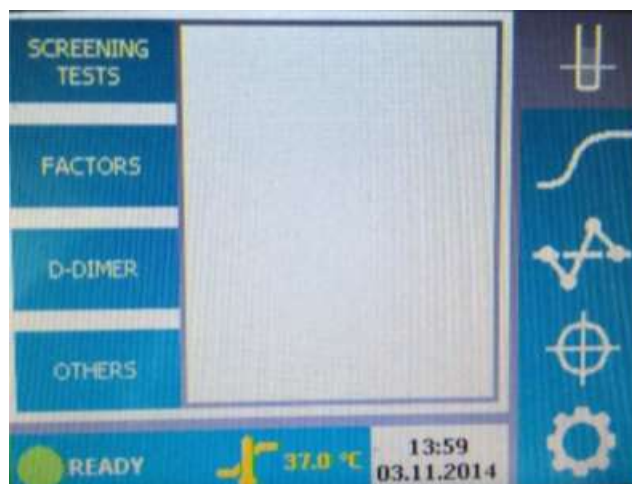 SCREENING
TESTS
FACTORS
D-DIMER
OTHERS
READY
37.0 °C
13:59
03.11.2014